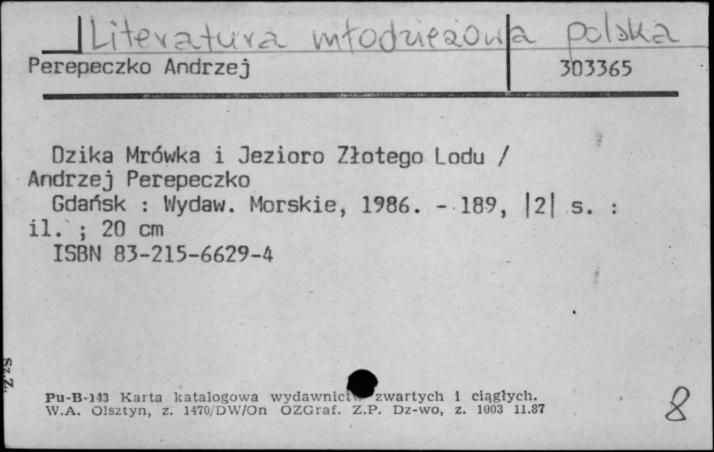 Literatura młodzieżowa polska
Perepeczko Andrzej 303365
Dzika Mrówka i Jezioro Złotego Lodu /
Andrzej Perepeczko
Gdańsk : Wydaw. Morskie, 1986. - 189, |2| s. :
il. ; 20 cm
ISBN 83-215-6629-4
Sz.Z.
Pu-B-143 Karta katalogowa wydawnictw zwartych i ciągłych.
W.A. Olsztyn, z. 1470/DW/On OZGraf. Z.P. Dz-wo, z. 1003 11.87
8